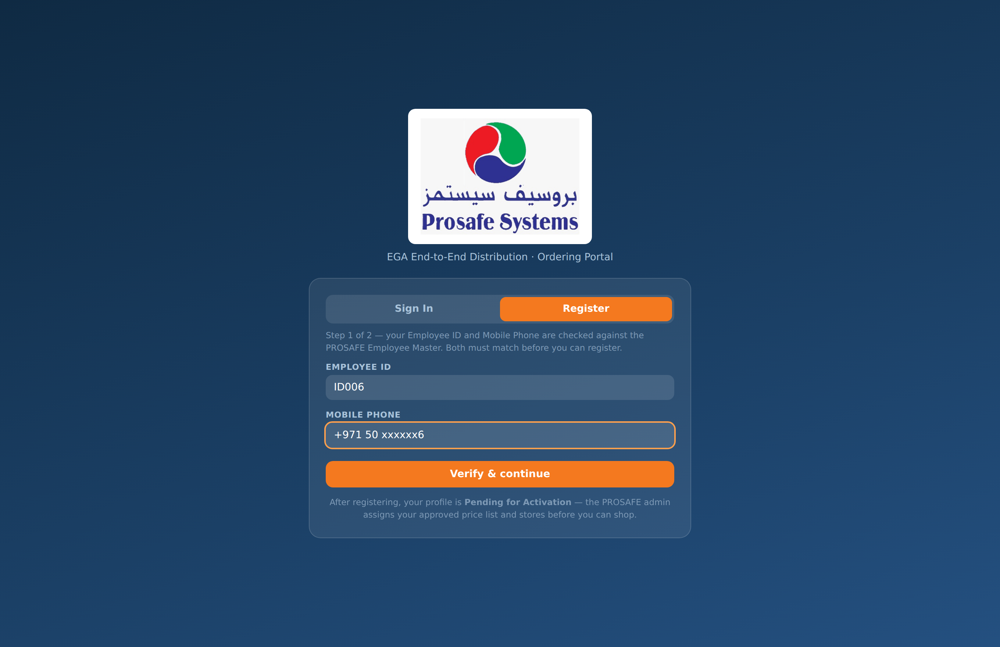 بروسيف سيستمز
Prosafe Systems
EGA End-to-End Distribution · Ordering Portal
Sign In
Register
Step 1 of 2 — your Employee ID and Mobile Phone are checked against the
PROSAFE Employee Master. Both must match before you can register.
EMPLOYEE ID
ID006
MOBILE PHONE
+971 50 xxxxxx6
Verify & continue
After registering, your profile is Pending for Activation — the PROSAFE admin
assigns your approved price list and stores before you can shop.